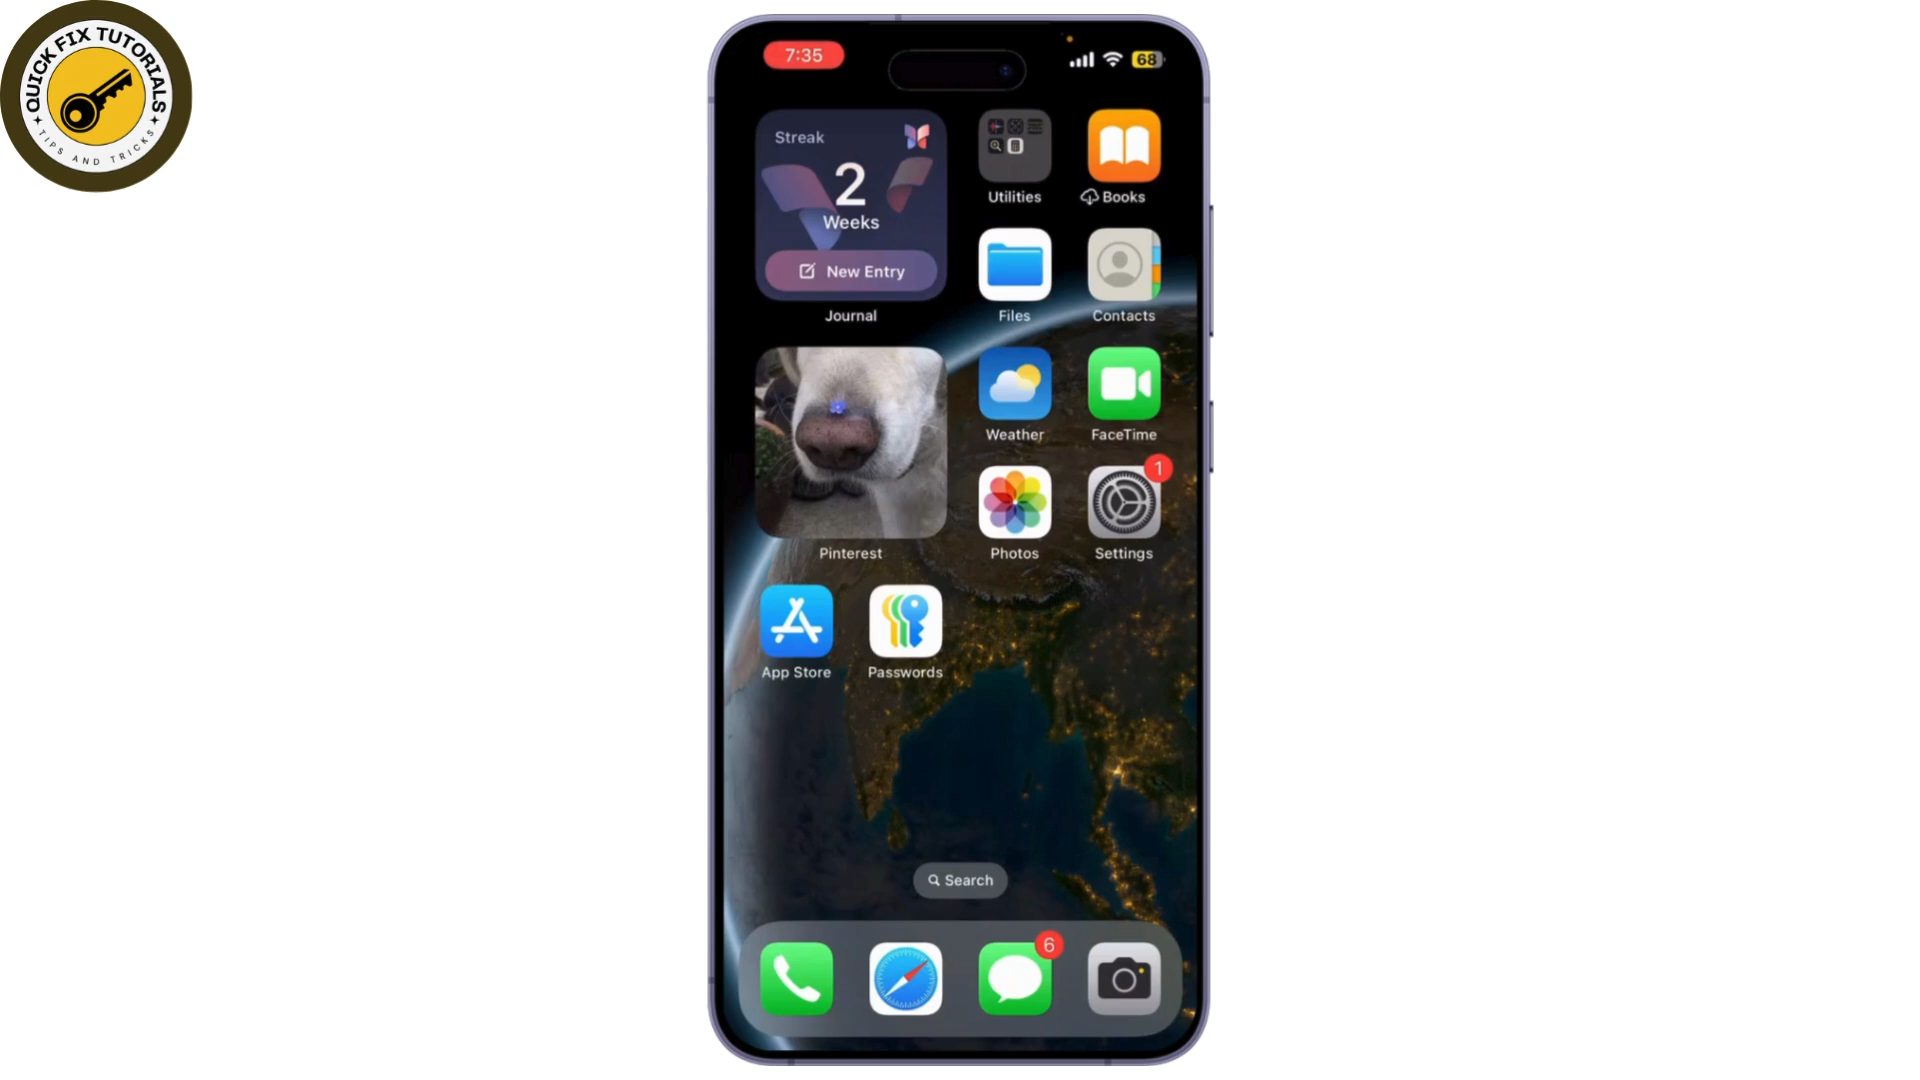 QUICK FIX TUTORIALS
TIPS AND TRICKS
7:35
68
Streak
2
Weeks
New Entry
Journal
Utilities
Books
Files
Contacts
Weather
FaceTime
Pinterest
Photos
1
Settings
App Store
Passwords
Search
6